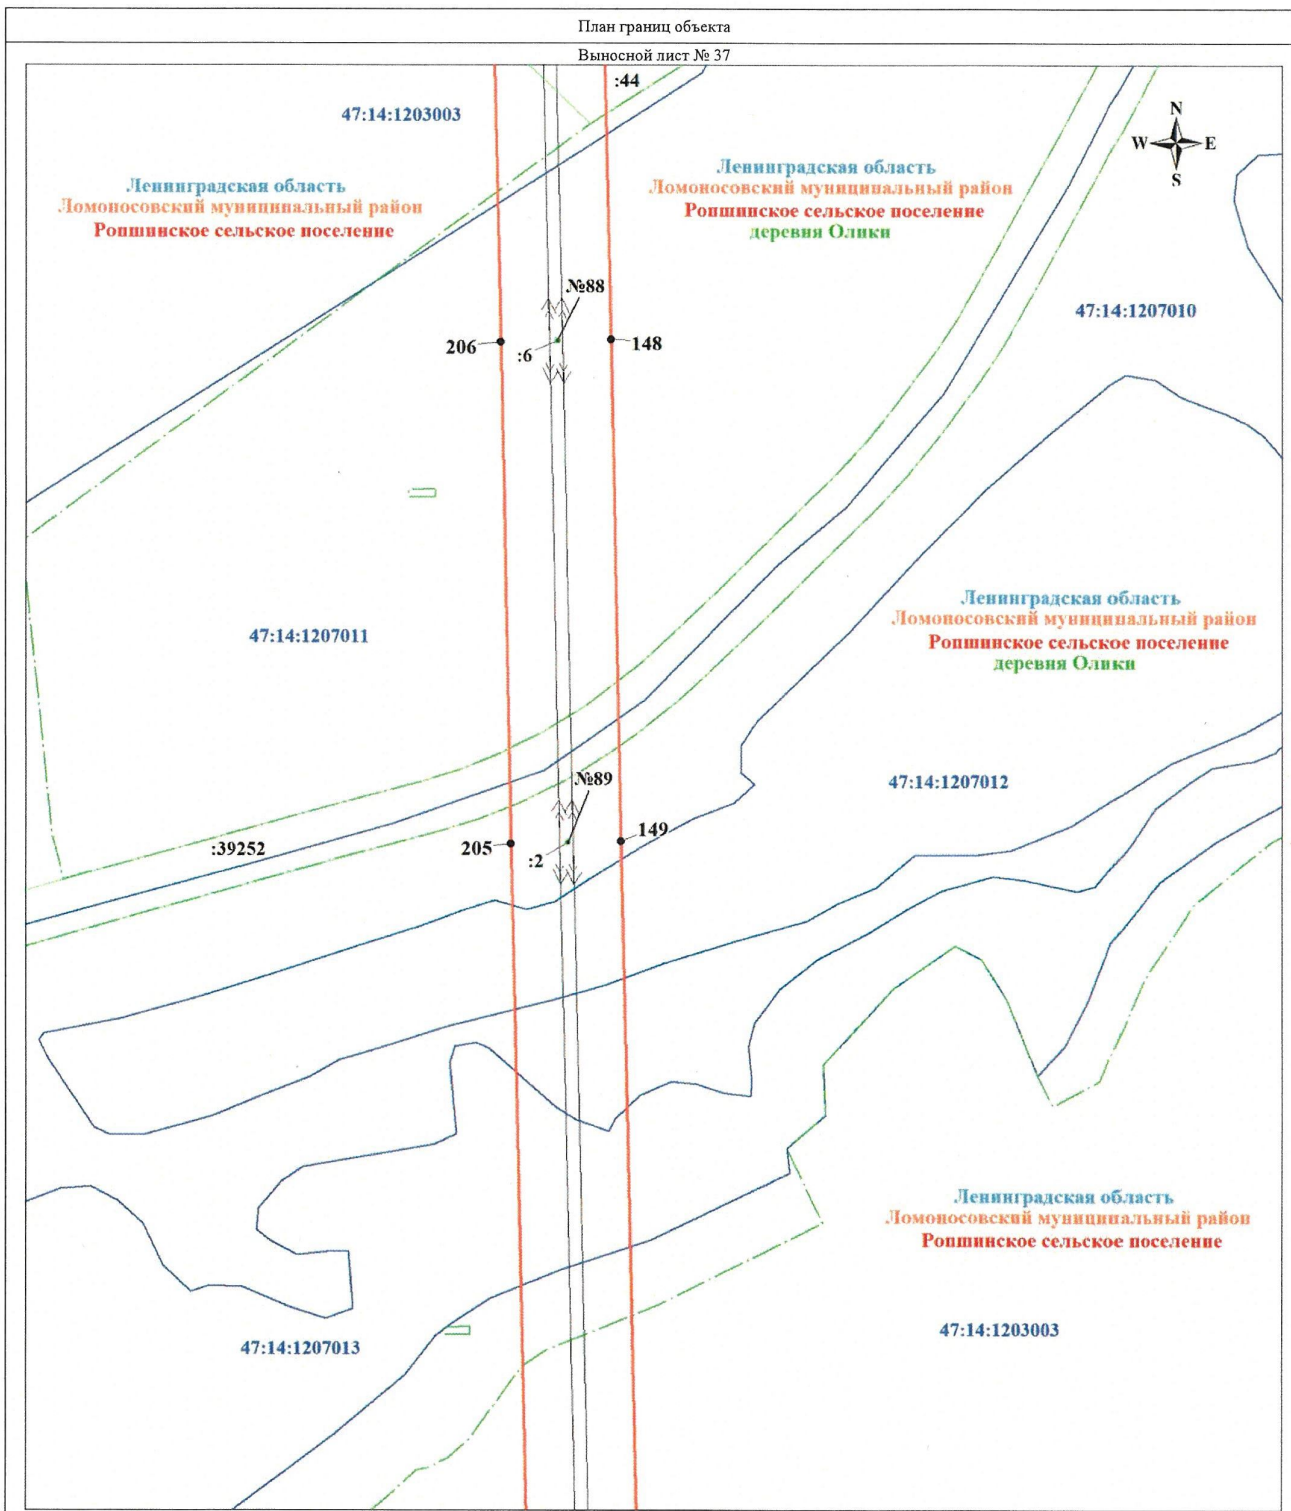 План границ объекта
Выносной лист № 37
:44
47:14:1203003
N
W E
S
Ленинградская область
Ломоносовский муниципальный район
Ропшинское сельское поселение
Ленинградская область
Ломоносовский муниципальный район
Ропшинское сельское поселение
деревня Олики
№88
47:14:1207010
206
:6
148
47:14:1207011
Ленинградская область
Ломоносовский муниципальный район
Ропшинское сельское поселение
деревня Олики
№89
47:14:1207012
:39252
205
:2
149
Ленинградская область
Ломоносовский муниципальный район
Ропшинское сельское поселение
47:14:1207013
47:14:1203003